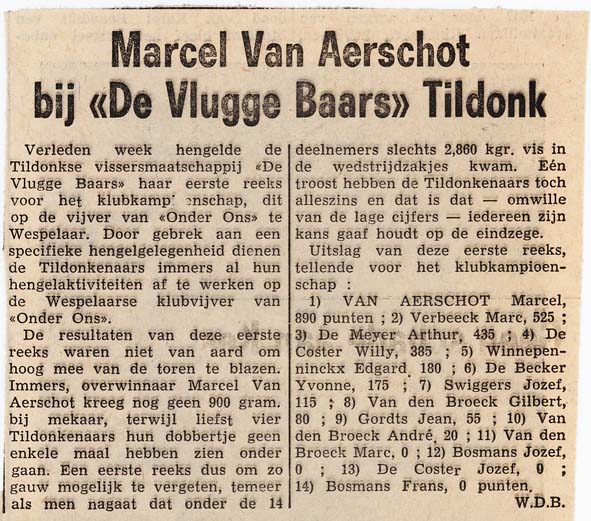 Marcel Van Aerschot
bij «De Vlugge Baars» Tildonk
Verleden week hengelde de
Tildonkse vissersmaatschappij «De
Vlugge Baars» haar eerste reeks
voor het klubkamp enschap, dit
op de vijver van «Onder Ons» te
Wespelaar. Door gebrek aan een
specifieke hengelgelegenheid dienen
de Tildonkenaars immers al hun
hengelaktiviteiten af te werken op
de Wespelaarse klubvijver van
«Onder Ons».
De resultaten van deze eerste
reeks waren niet van aard om
hoog mee van de toren te blazen.
Immers, overwinnaar Marcel Van
Aerschot kreeg nog geen 900 gram.
bij mekaar, terwijl liefst vier
Tildonkenaars hun dobbertje geen
enkele maal hebben zien onder
gaan. Een eerste reeks dus om zo
gauw mogelijk te vergeten, temeer
als men nagaat dat onder de 14
deelnemers slechts 2,860 kgr. vis in
de wedstrijdzakjes kwam. Eén
troost hebben de Tildonkenaars toch
alleszins en dat is dat — omwille
van de lage cijfers — iedereen zijn
kans gaaf houdt op de eindzege.
Uitslag van deze eerste reeks,
tellende voor het klubkampioen-
schap :
1) VAN AERSCHOT Marcel,
890 punten ; 2) Verbeeck Marc, 525 ;
3) De Meyer Arthur, 435 ; 4) De
Coster Willy, 385 ; 5) Winnepen-
ninckx Edgard, 180 ; 6) De Becker
Yvonne, 175 ; 7) Swiggers Jozef,
115 ; 8) Van den Broeck Gilbert,
80 ; 9) Gordts Jean, 55 ; 10) Van
den Broeck André, 20 ; 11) Van den
Broeck Marc, 0 ; 12) Bosmans Jozef,
0 ; 13) De Coster Jozef, 0 ;
14) Bosmans Frans, 0 punten.
W.D.B.